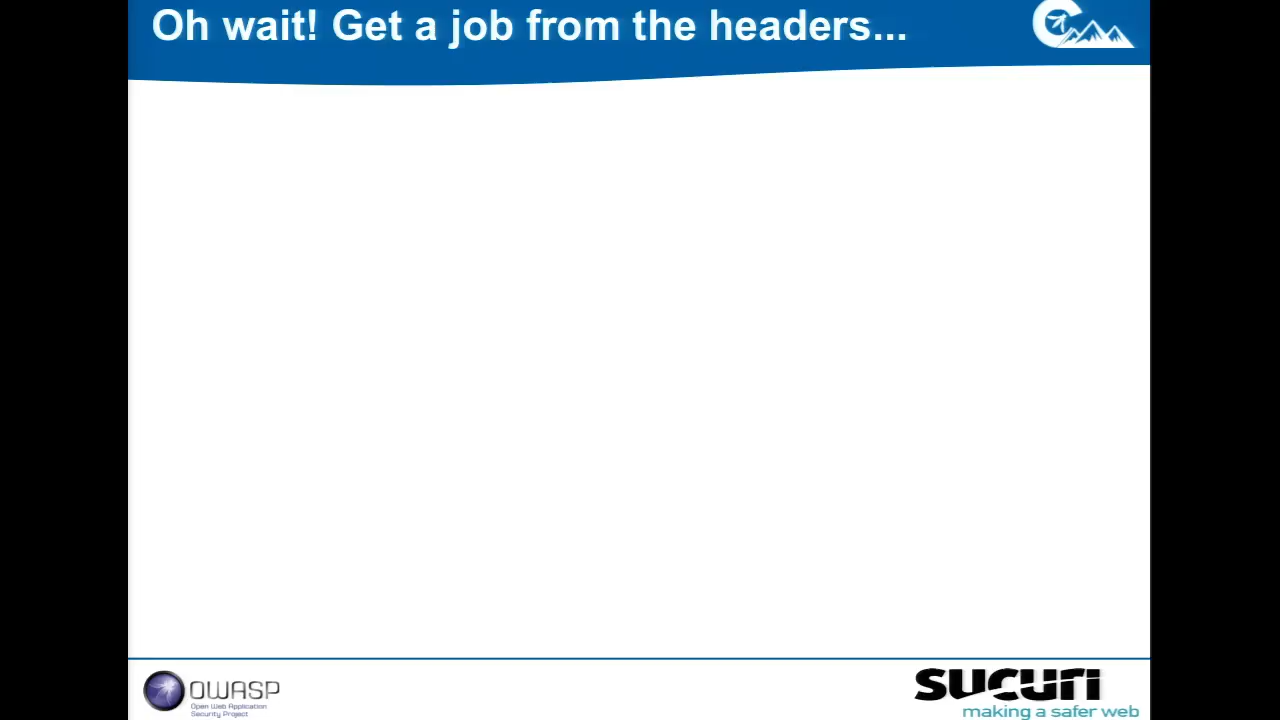 Oh wait! Get a job from the headers...
OWASP
Open Web Application
Security Project
sucuri
making a safer web